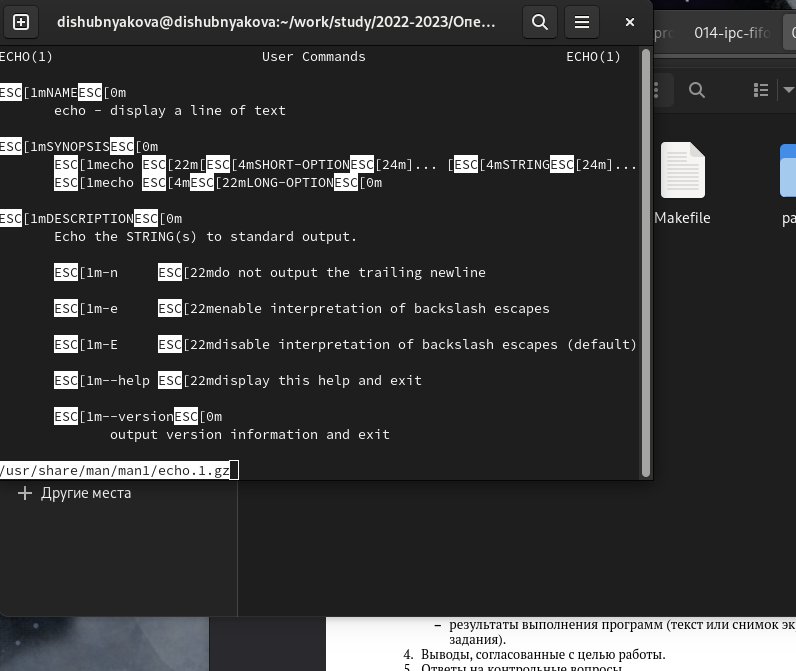 dishubnyakova@dishubnyakova:~/work/study/2022-2023/Опе...
014-ipc-fifo
ECHO(1) User Commands ECHO(1)
ESC[1mNAMEESC[0m
echo - display a line of text
ESC[1mSYNOPSISESC[0m
ESC[1mecho ESC[22m[ESC[4mSHORT-OPTIONESC[24m]... [ESC[4mSTRINGESC[24m]...
ESC[1mecho ESC[4mESC[22mLONG-OPTIONESC[0m
ESC[1mDESCRIPTIONESC[0m
Echo the STRING(s) to standard output.
ESC[1m-n ESC[22mdo not output the trailing newline
ESC[1m-e ESC[22menable interpretation of backslash escapes
ESC[1m-E ESC[22mdisable interpretation of backslash escapes (default)
ESC[1m--help ESC[22mdisplay this help and exit
ESC[1m--versionESC[0m
output version information and exit
/usr/share/man/man1/echo.1.gz
Makefile
pa
Другие места
– результаты выполнения программ (текст или снимок эк
задания).
4. Выводы, согласованные с целью работы.
5. Ответы на контрольные вопросы.